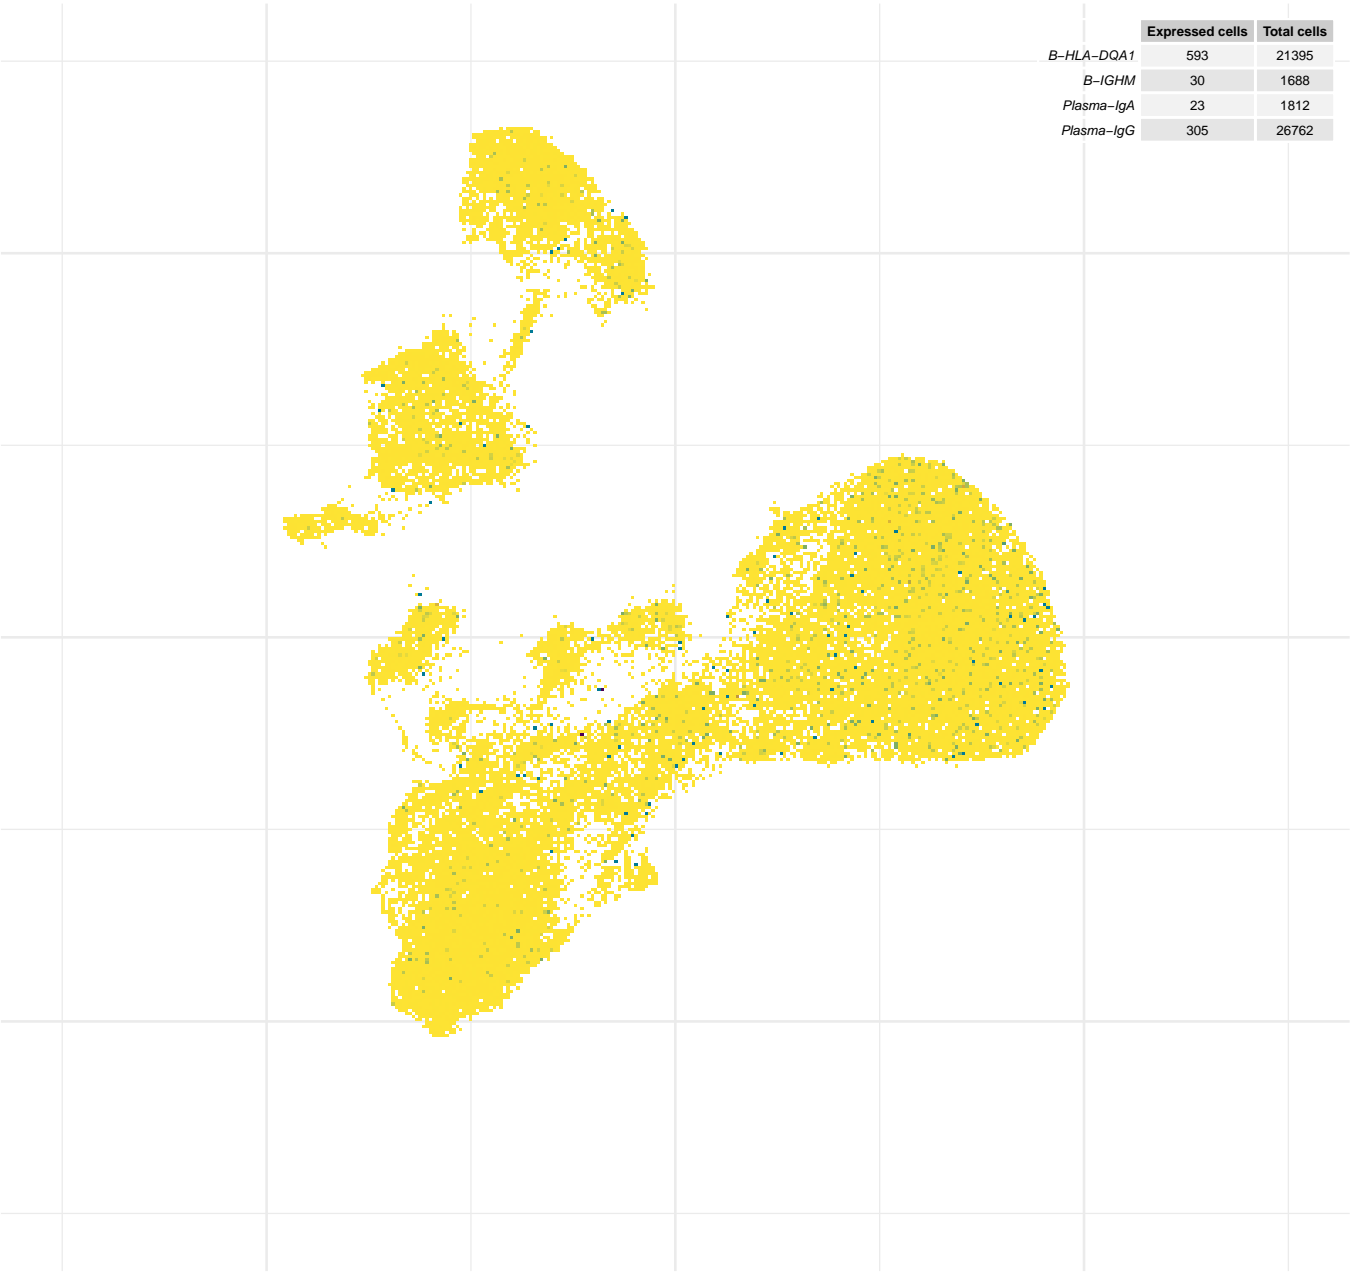 Expressed cells Total cells
B−HLA−DQA1 593 21395
B−IGHM 30 1688
Plasma−IgA 23 1812
Plasma−IgG 305 26762